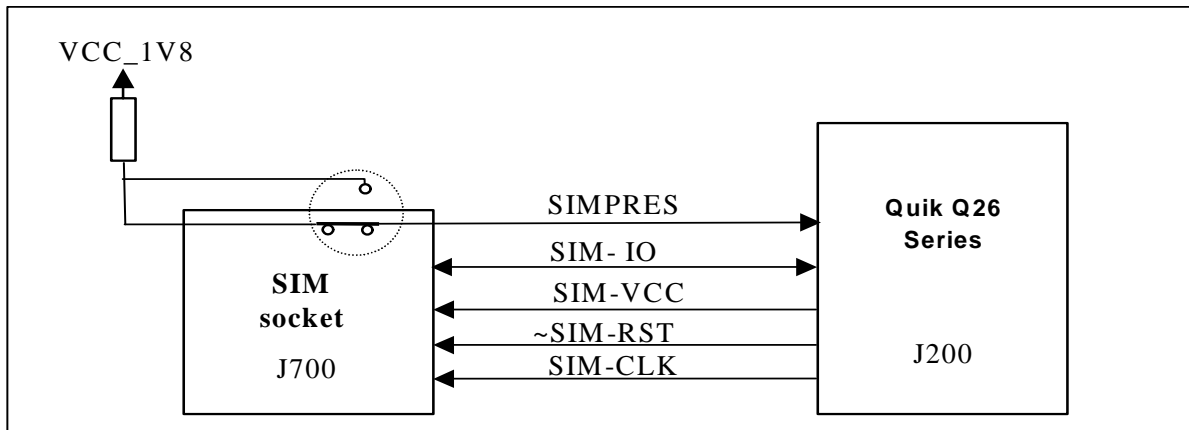 VCC_1V8
SIMPRES
SIM- IO
SIM-VCC
~SIM-RST
SIM-CLK
SIM
socket
J700
Quik Q26
Series
J200